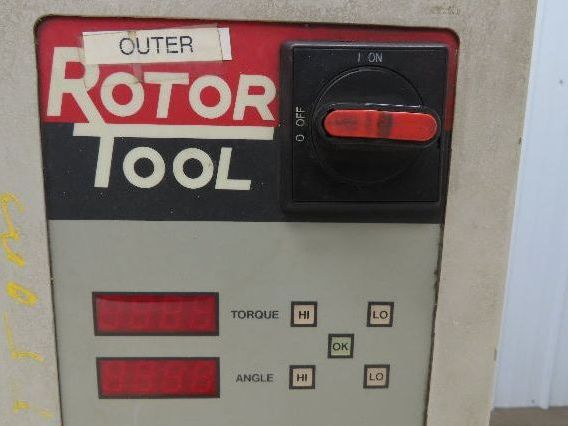 OUTER
ROTOR
TOOL
I ON
O OFF
TORQUE HI LO
OK
ANGLE HI LO